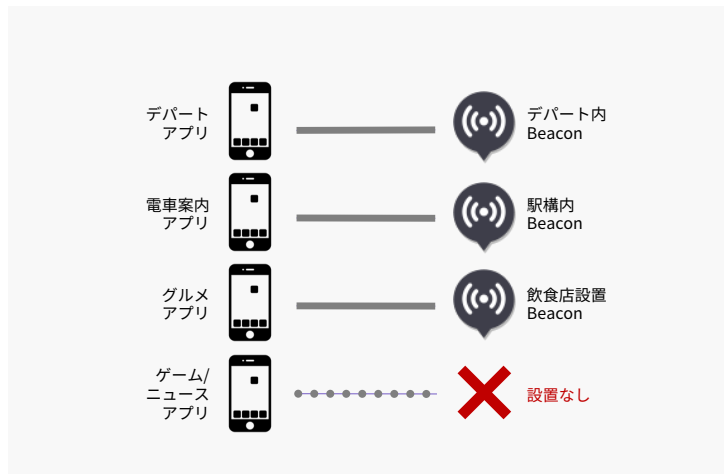 デパート
アプリ
デパート内
Beacon
電車案内
アプリ
駅構内
Beacon
グルメ
アプリ
飲食店設置
Beacon
ゲーム/
ニュース
アプリ
設置なし